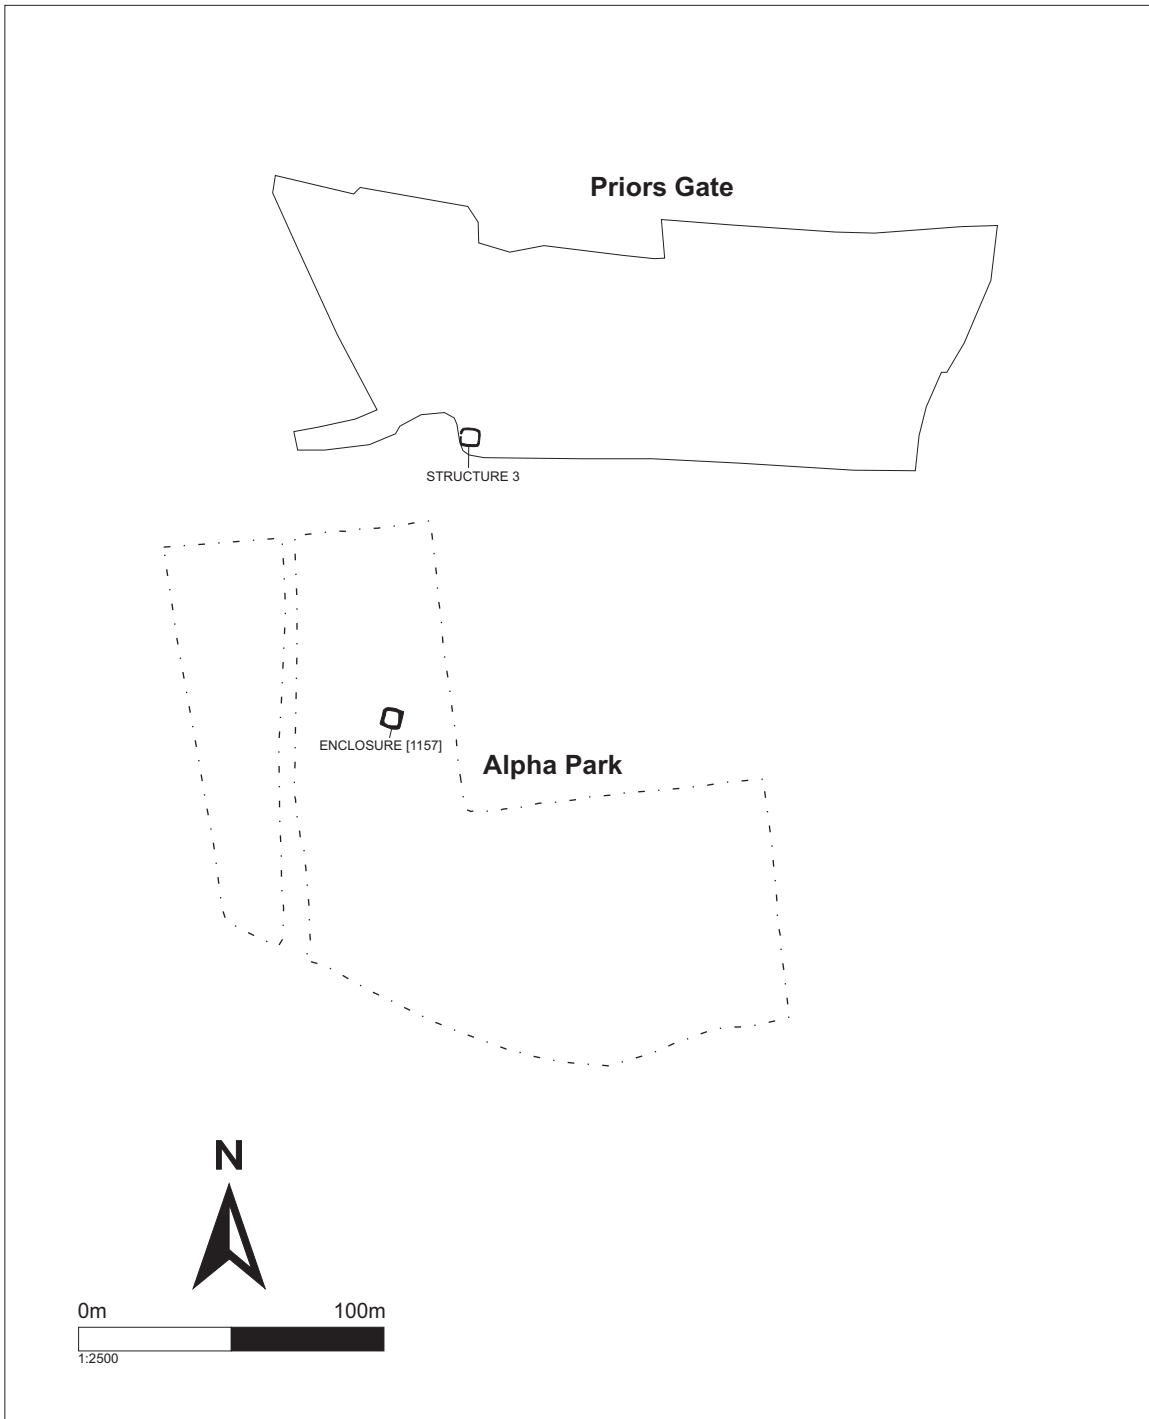 Priors Gate
STRUCTURE 3
ENCLOSURE [1157]
Alpha Park
N
0m 100m
1:2500